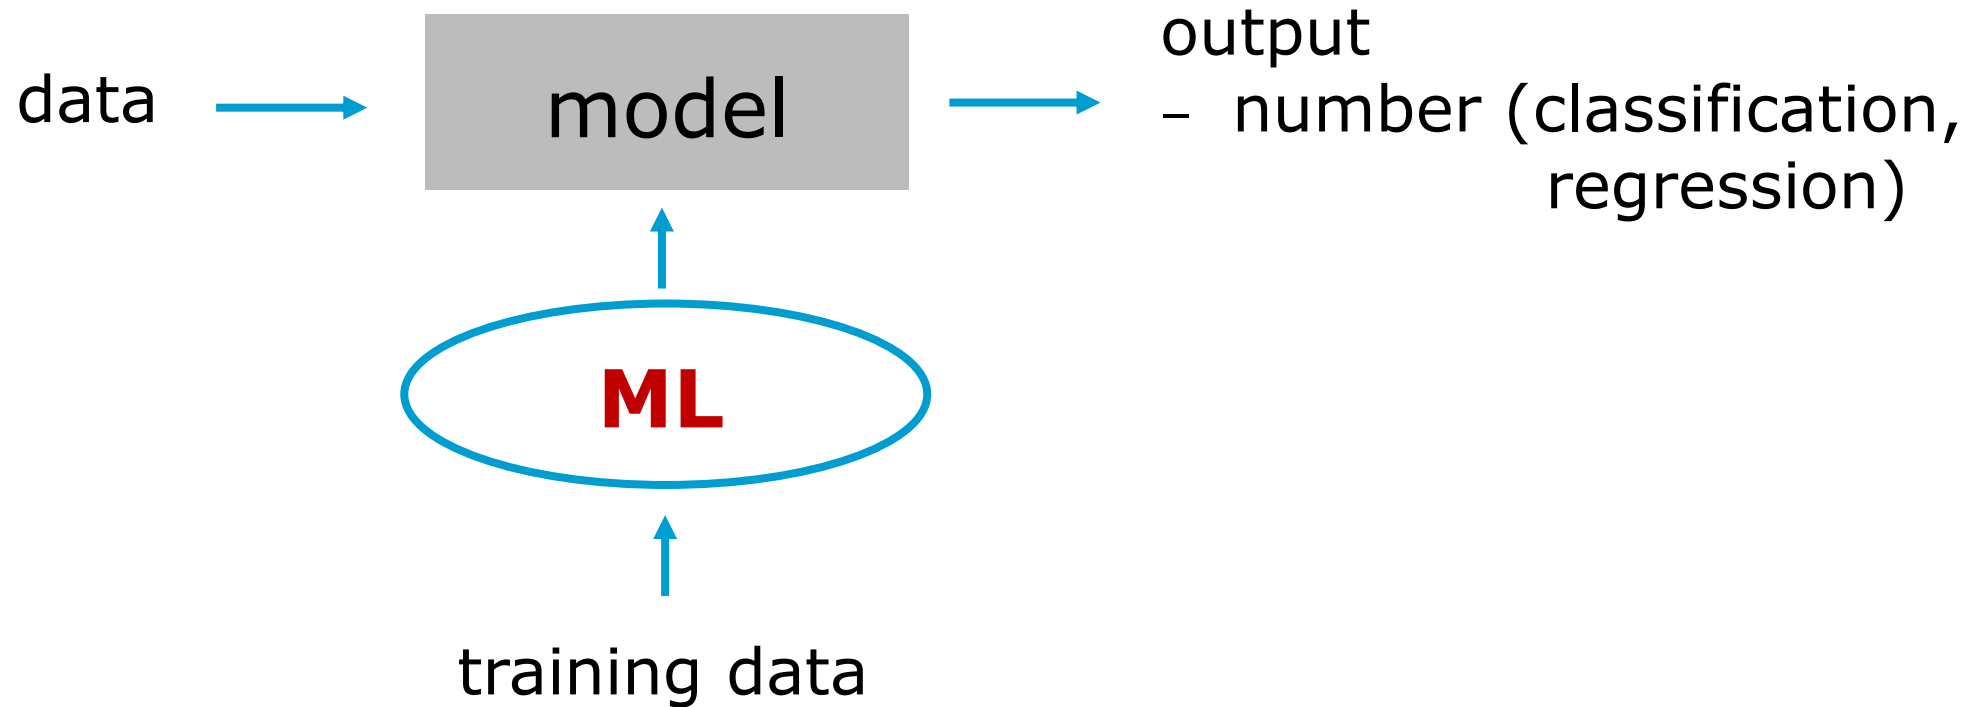 data
model
output
– number (classification,
regression)
ML
training data